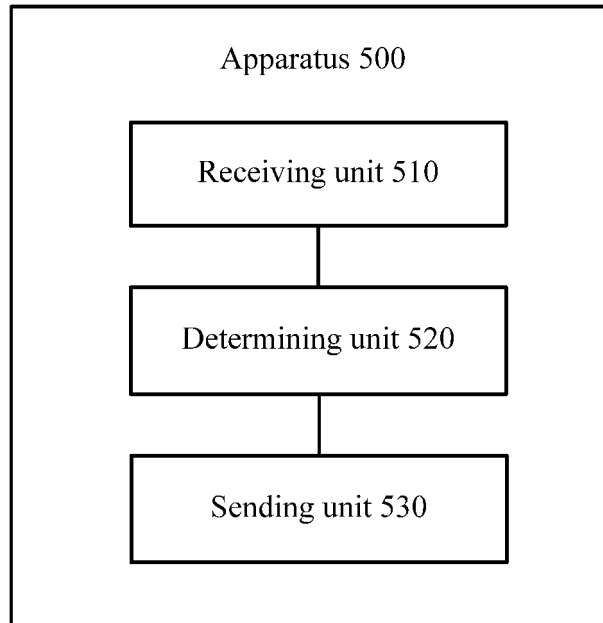 Apparatus 500
Receiving unit 510
Determining unit 520
Sending unit 530